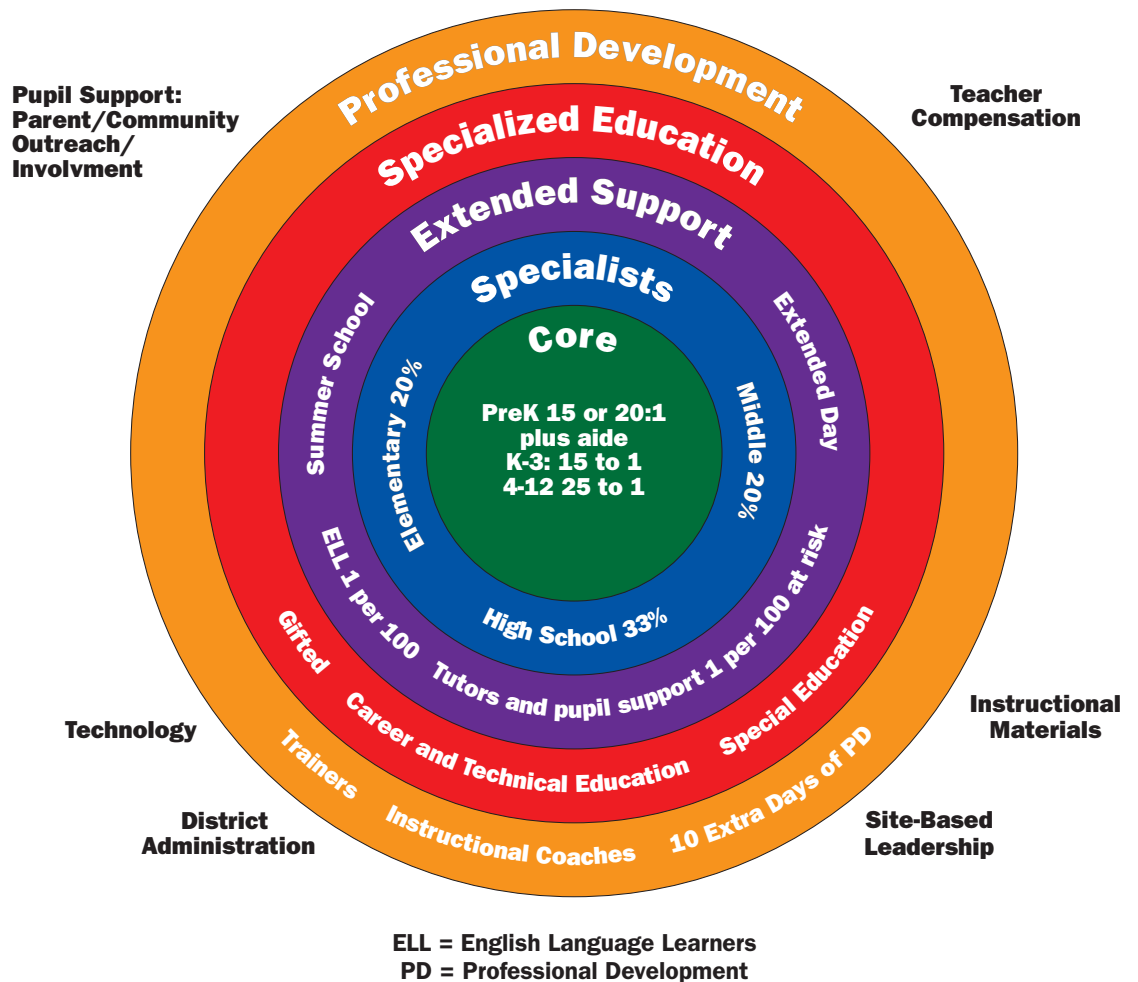 Professional Development
Pupil Support:
Parent/Community
Outreach/
Involvment
Teacher
Compensation
Specialized Education
Extended Support
Specialists
Summer School
Extended Day
Core
Elementary 20%
Middle 20%
PreK 15 or 20:1
plus aide
K-3: 15 to 1
4-12 25 to 1
High School 33%
ELL 1 per 100
Tutors and pupil support 1 per 100 at risk
Gifted
Career and Technical Education
Special Education
Trainers
Instructional Coaches
10 Extra Days of PD
Technology
Instructional
Materials
District
Administration
Site-Based
Leadership
ELL = English Language Learners
PD = Professional Development